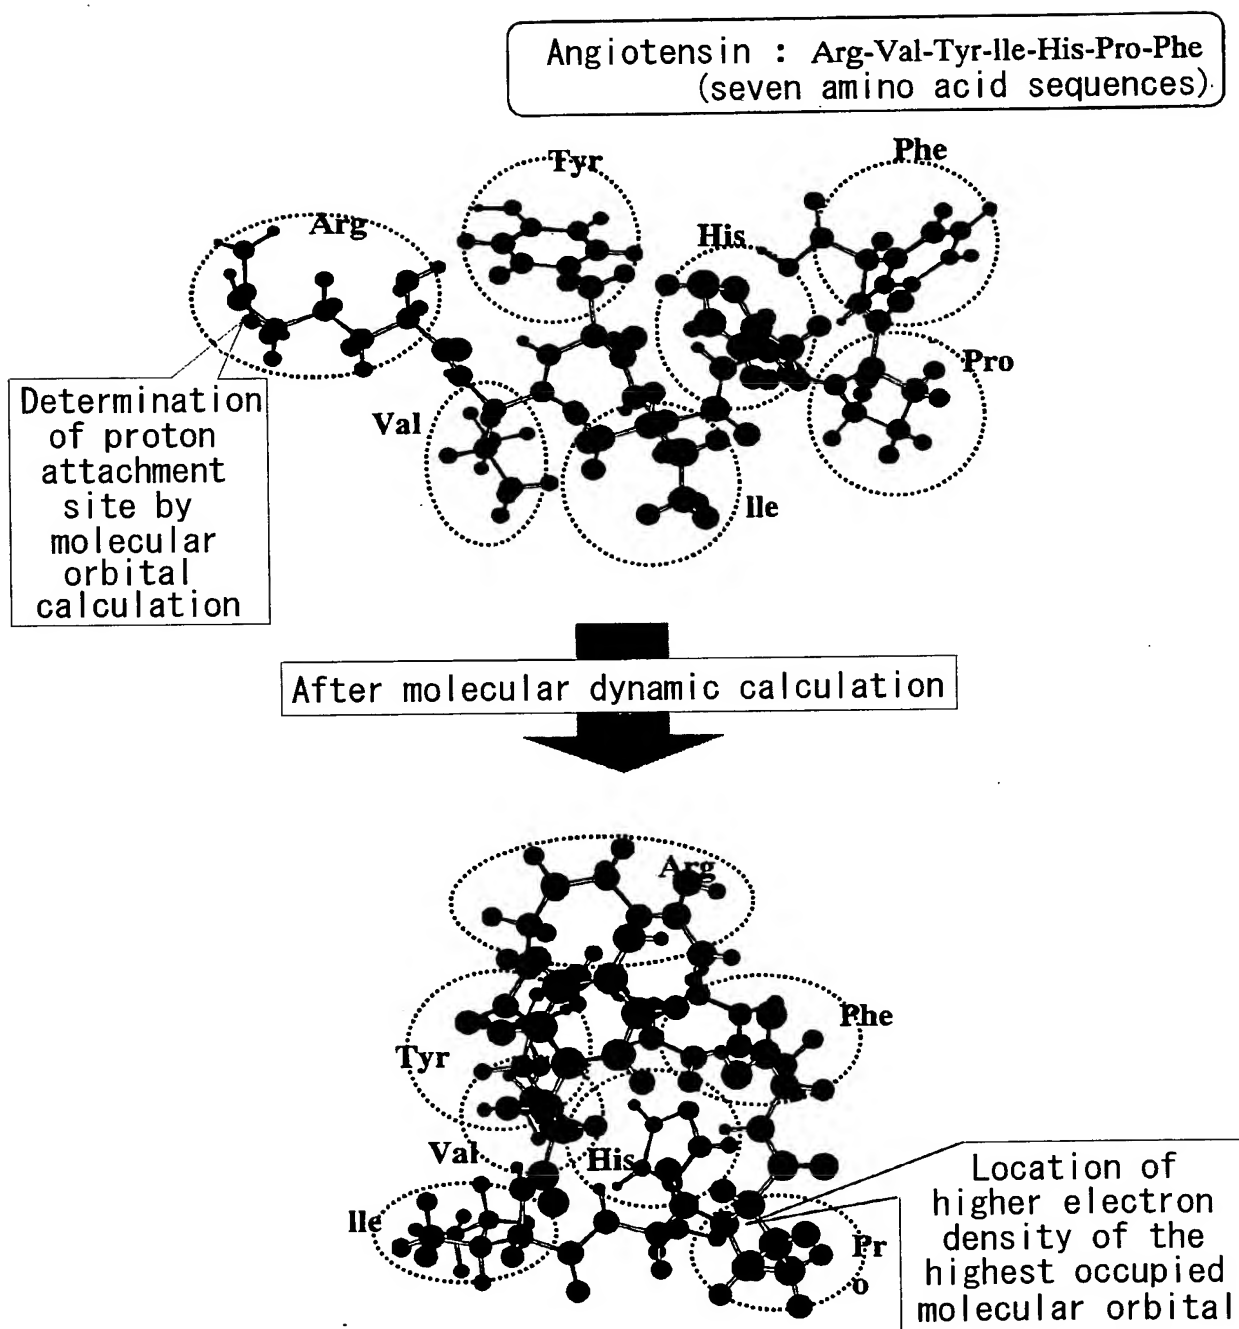 Angiotensin : Arg-Val-Tyr-Ile-His-Pro-Phe
(seven amino acid sequences)
Tyr
Phe
Arg
His
Pro
Val
Ile
Determination
of proton
attachment
site by
molecular
orbital
calculation
After molecular dynamic calculation
Arg
Phe
Tyr
Val
His
Ile
Pr
o
Location of
higher electron
density of the
highest occupied
molecular orbital